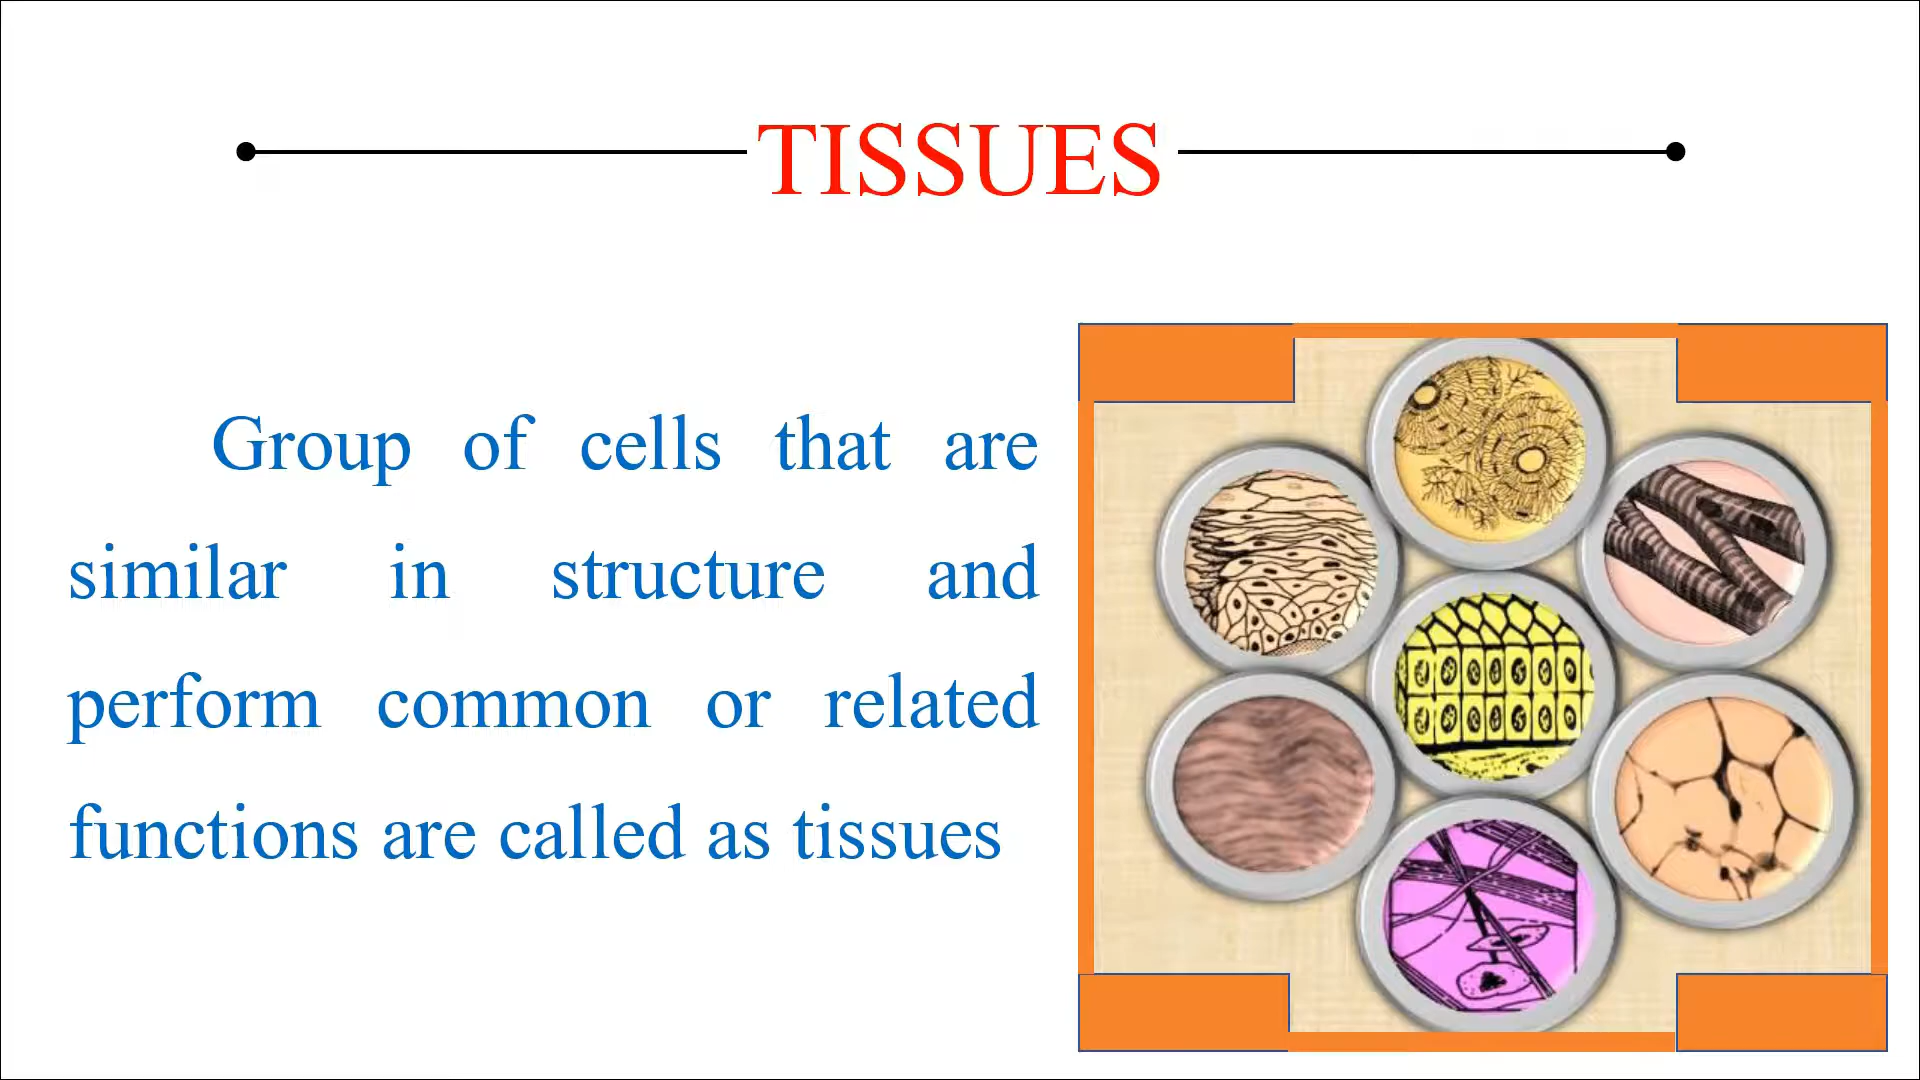 TISSUES
Group of cells that are
similar in structure and
perform common or related
functions are called as tissues